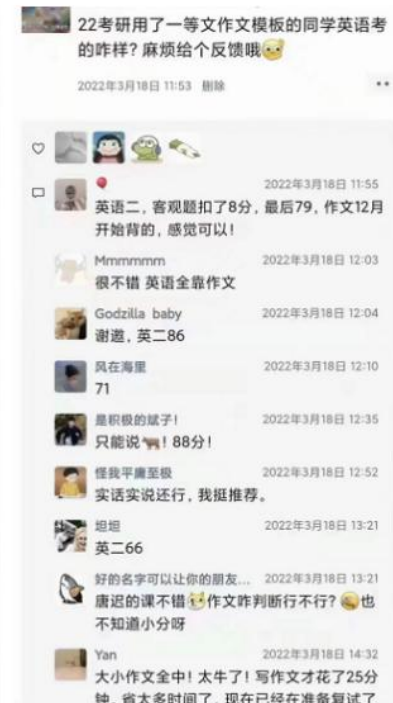 22考研用了一等文作文模板的同学英语考
的咋样? 麻烦给个反馈哦
2022年3月18日 11:53 删除
2022年3月18日 11:55
英语二，客观题扣了8分，最后79，作文12月
开始背的，感觉可以！
Mmmmmmm 2022年3月18日 12:03
很不错 英语全靠作文
Godzilla baby 2022年3月18日 12:04
谢邀，英二86
风在海里 2022年3月18日 12:10
71
是积极的斌子! 2022年3月18日 12:35
只能说🐂！88分！
怪我平庸至极 2022年3月18日 12:52
实话实说还行，我挺推荐。
坦坦 2022年3月18日 13:21
英二66
好的名字可以让你的朋友... 2022年3月18日 13:21
唐迟的课不错 作文咋判断行不行? 也
不知道小分呀
Yan 2022年3月18日 14:32
大小作文全中！太牛了！写作文才花了25分
钟，省太多时间了，现在已经在准备复试了